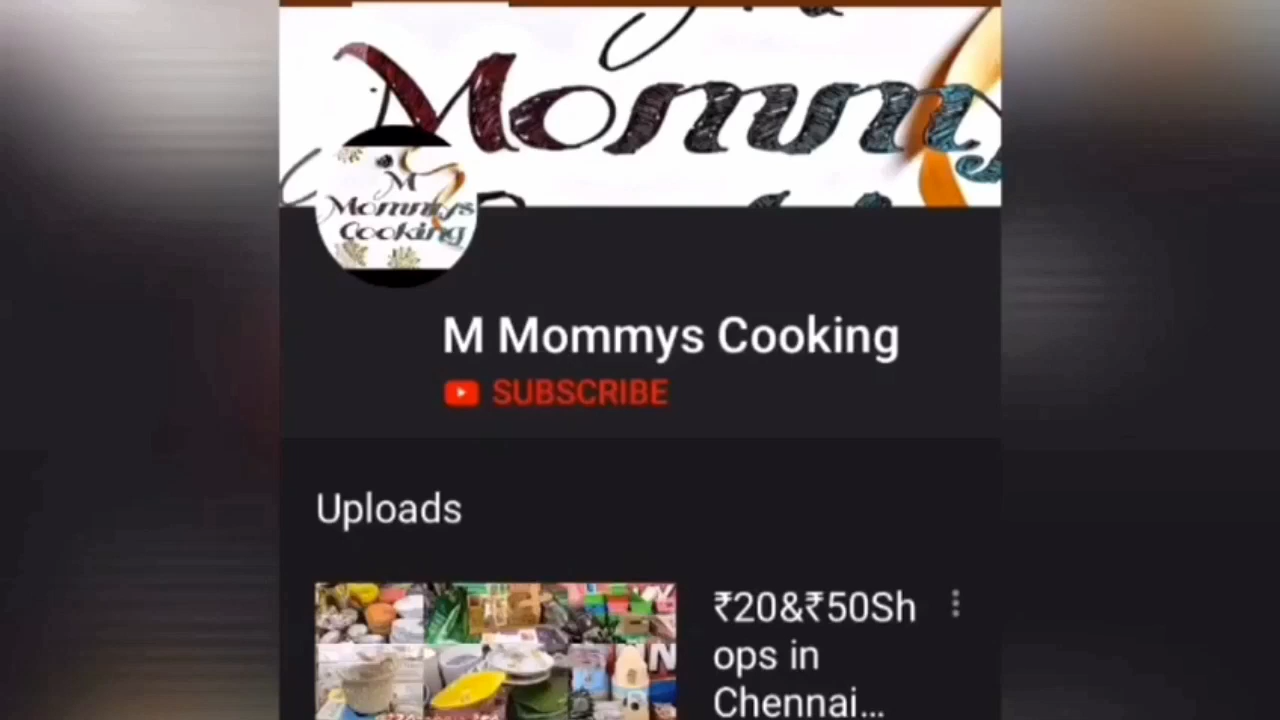 Mommy
M
Mommys
Cooking
M Mommys Cooking
SUBSCRIBE
Uploads
₹20&₹50Sh
ops in
Chennai...